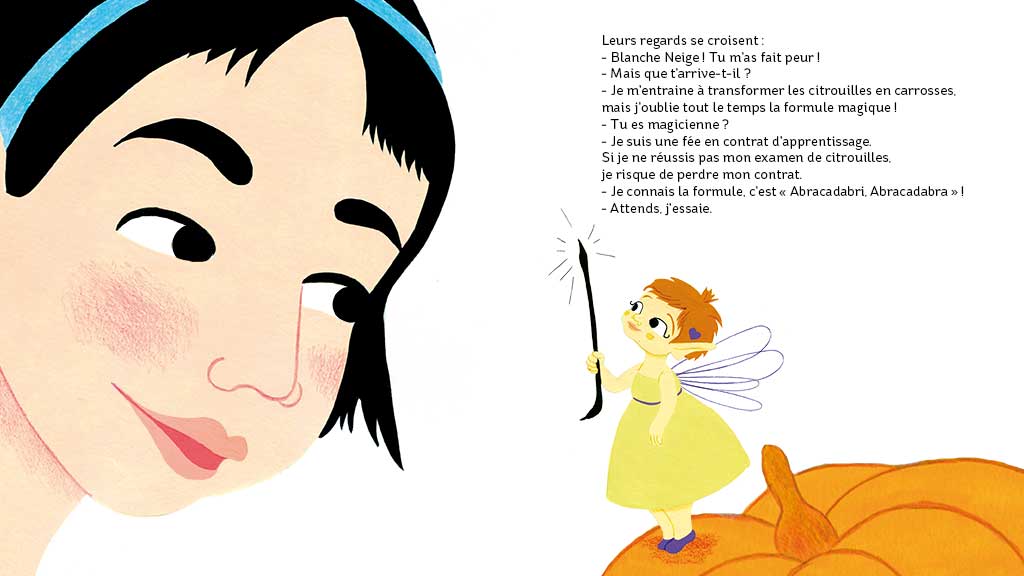 Leurs regards se croisent :
- Blanche Neige ! Tu m'as fait peur !
- Mais que t'arrive-t-il ?
- Je m'entraine à transformer les citrouilles en carrosses,
mais j'oublie tout le temps la formule magique !
- Tu es magicienne ?
- Je suis une fée en contrat d'apprentissage.
Si je ne réussis pas mon examen de citrouilles,
je risque de perdre mon contrat.
- Je connais la formule, c'est « Abracadabri, Abracadabra » !
- Attends, j'essaie.